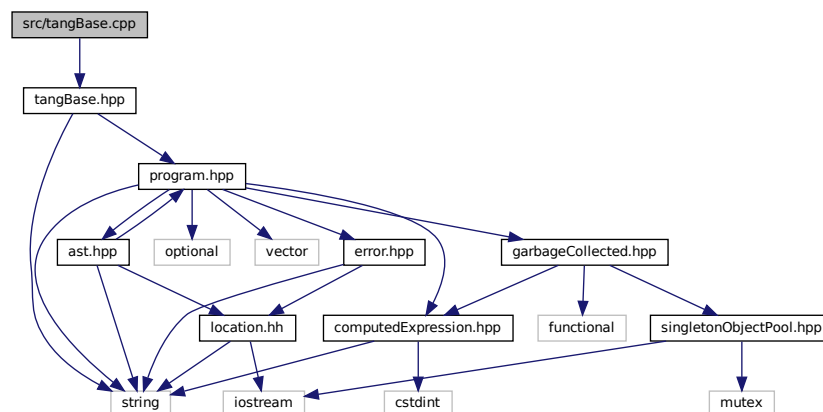 src/tangBase.cpp
tangBase.hpp
program.hpp
ast.hpp
optional
vector
error.hpp
garbageCollected.hpp
location.hh
computedExpression.hpp
functional
singletonObjectPool.hpp
string
iostream
cstdint
mutex